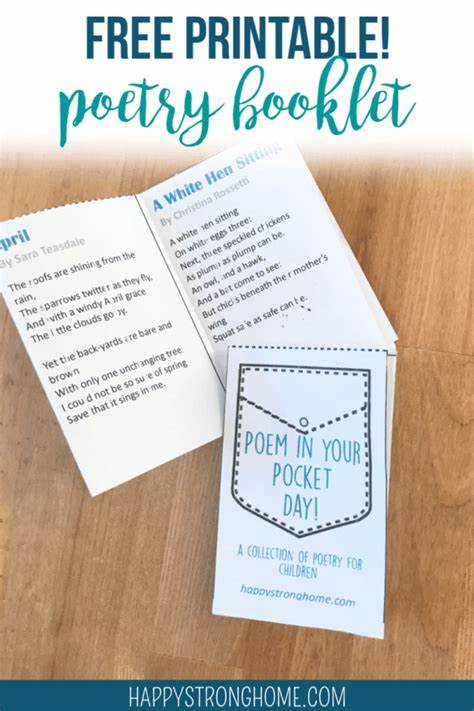 FREE PRINTABLE!
poetry booklet
April
By Sara Teasdale
The roofs are shining from the
rain,
The sparrows twitter as they fly,
And with a windy April grace
The little clouds go by.
Yet the back-yards are bare and
brown
With only one unchanging tree
I could not be so sure of spring
Save that it sings in me.
A White Hen Sitting
By Christina Rossetti
A white hen sitting
On white eggs three:
Next, three speckled chickens
As plump as plump can be.
An owl, and a hawk,
And a bat come to see:
But chicks beneath their mother's
wing
Squat safe as safe can be.
POEM IN YOUR
POCKET
DAY!
A COLLECTION OF POETRY FOR
CHILDREN
happystronghome.com
HAPPYSTRONGHOME.COM